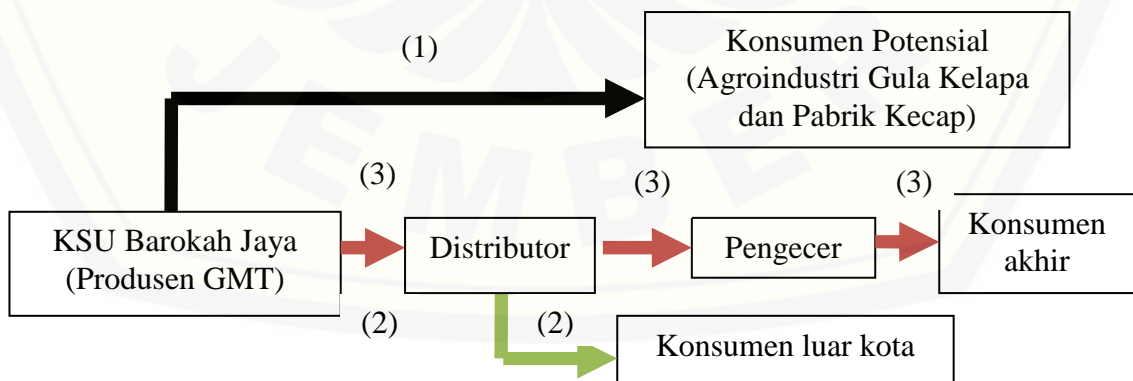 (1)
Konsumen Potensial
(Agroindustri Gula Kelapa
dan Pabrik Kecap)
(3)
(3)
(3)
KSU Barokah Jaya
(Produsen GMT)
Distributor
Pengecer
Konsumen
akhir
(2)
(2)
Konsumen luar kota
JEMBER